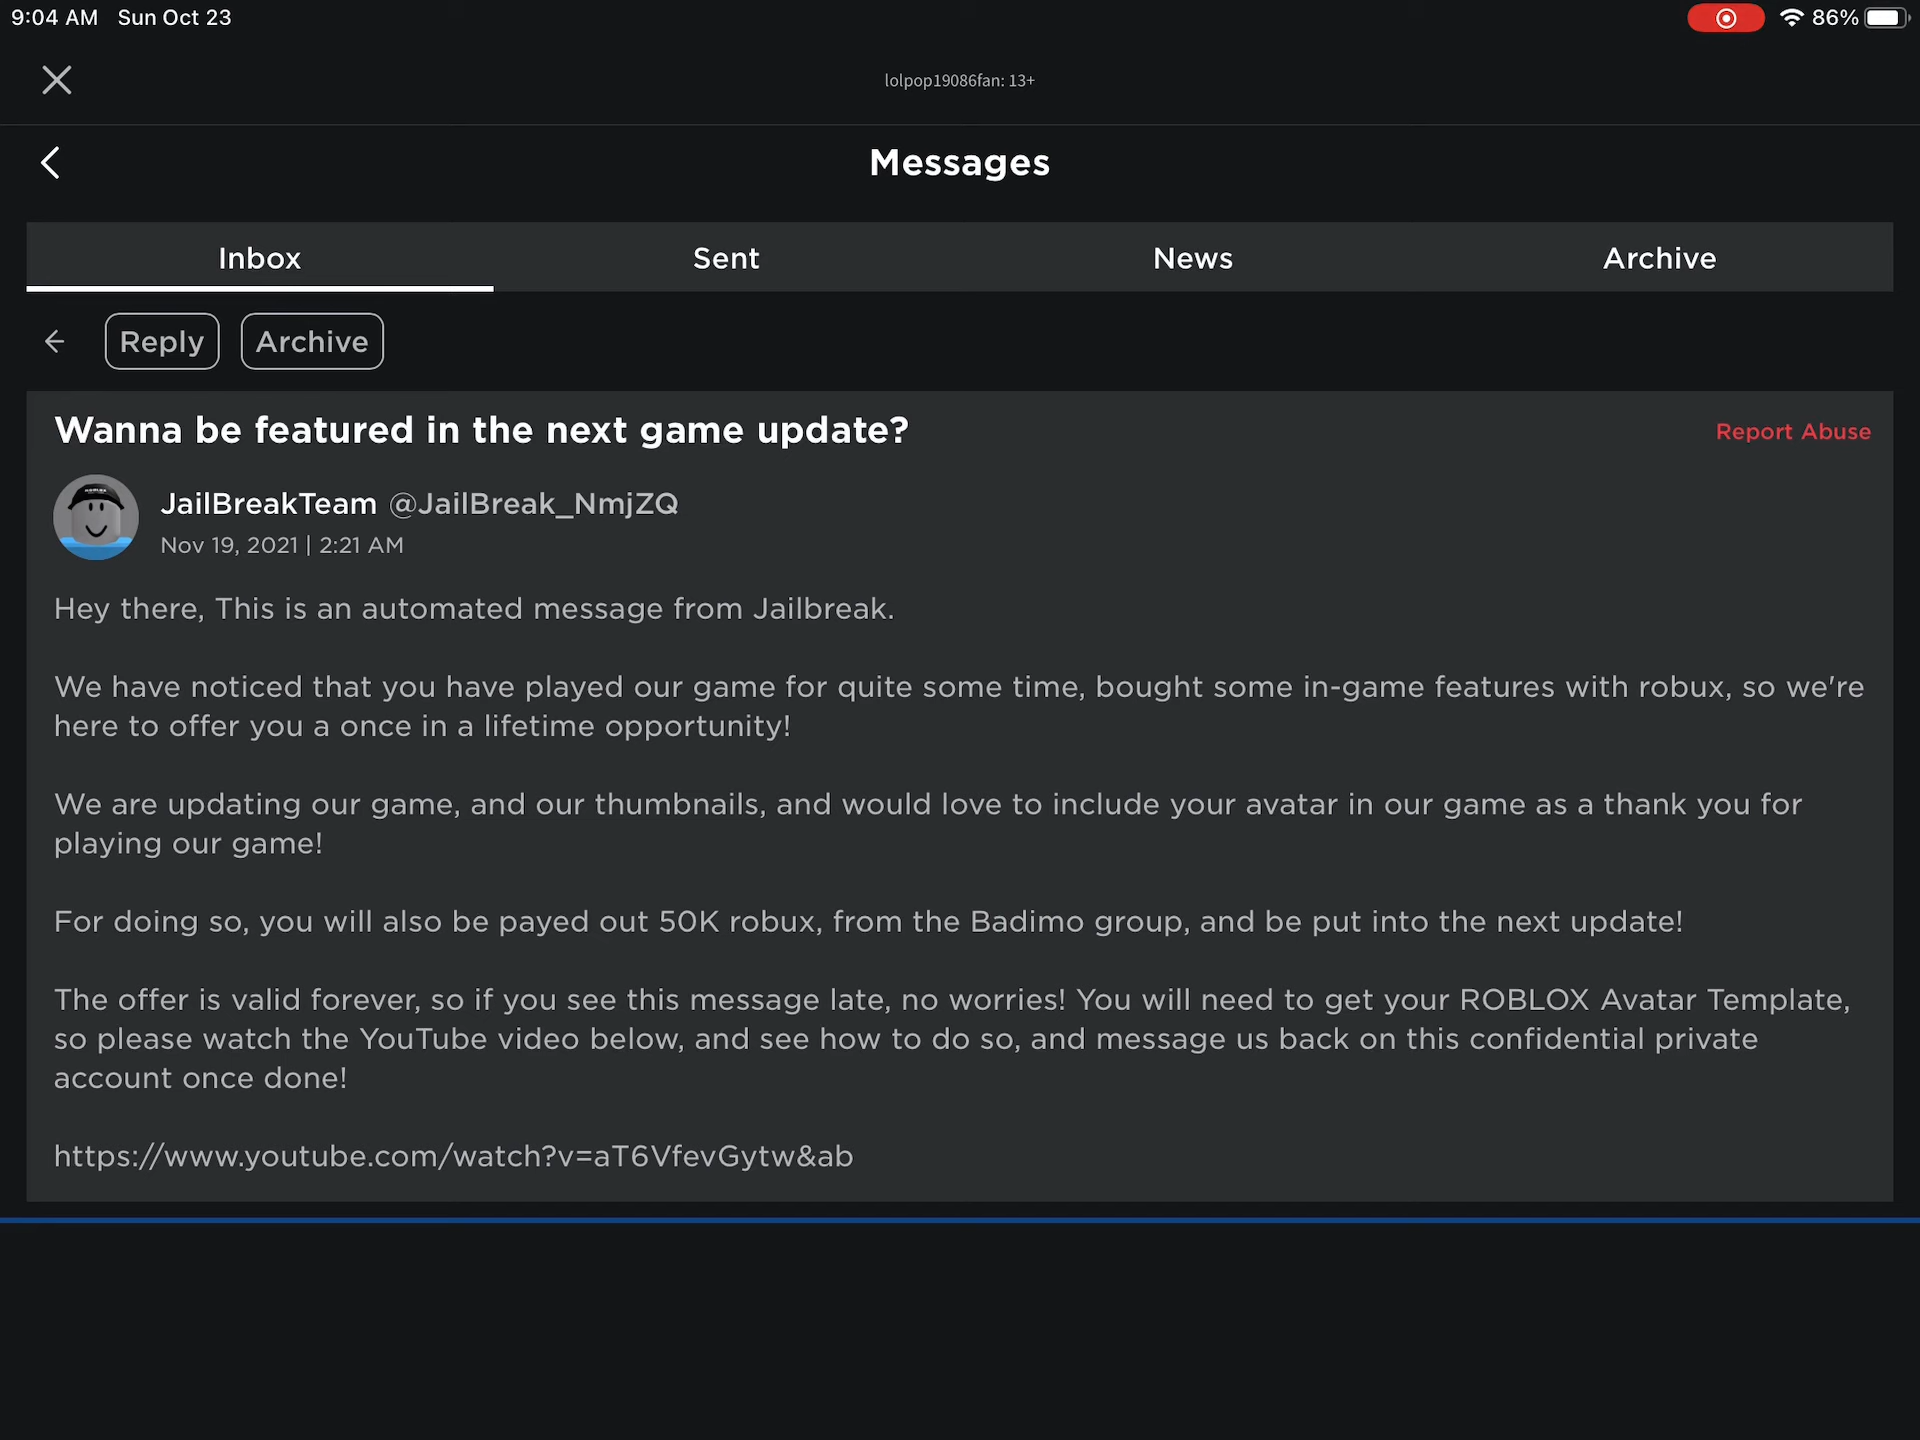 9:04 AM Sun Oct 23
86%
lolpop19086fan: 13+
Messages
Inbox Sent News Archive
Reply Archive
Wanna be featured in the next game update?
Report Abuse
JailBreakTeam @JailBreak_NmjZQ
Nov 19, 2021 | 2:21 AM
Hey there, This is an automated message from Jailbreak.
We have noticed that you have played our game for quite some time, bought some in-game features with robux, so we're
here to offer you a once in a lifetime opportunity!
We are updating our game, and our thumbnails, and would love to include your avatar in our game as a thank you for
playing our game!
For doing so, you will also be payed out 50K robux, from the Badimo group, and be put into the next update!
The offer is valid forever, so if you see this message late, no worries! You will need to get your ROBLOX Avatar Template,
so please watch the YouTube video below, and see how to do so, and message us back on this confidential private
account once done!
https://www.youtube.com/watch?v=aT6VfevGytw&ab